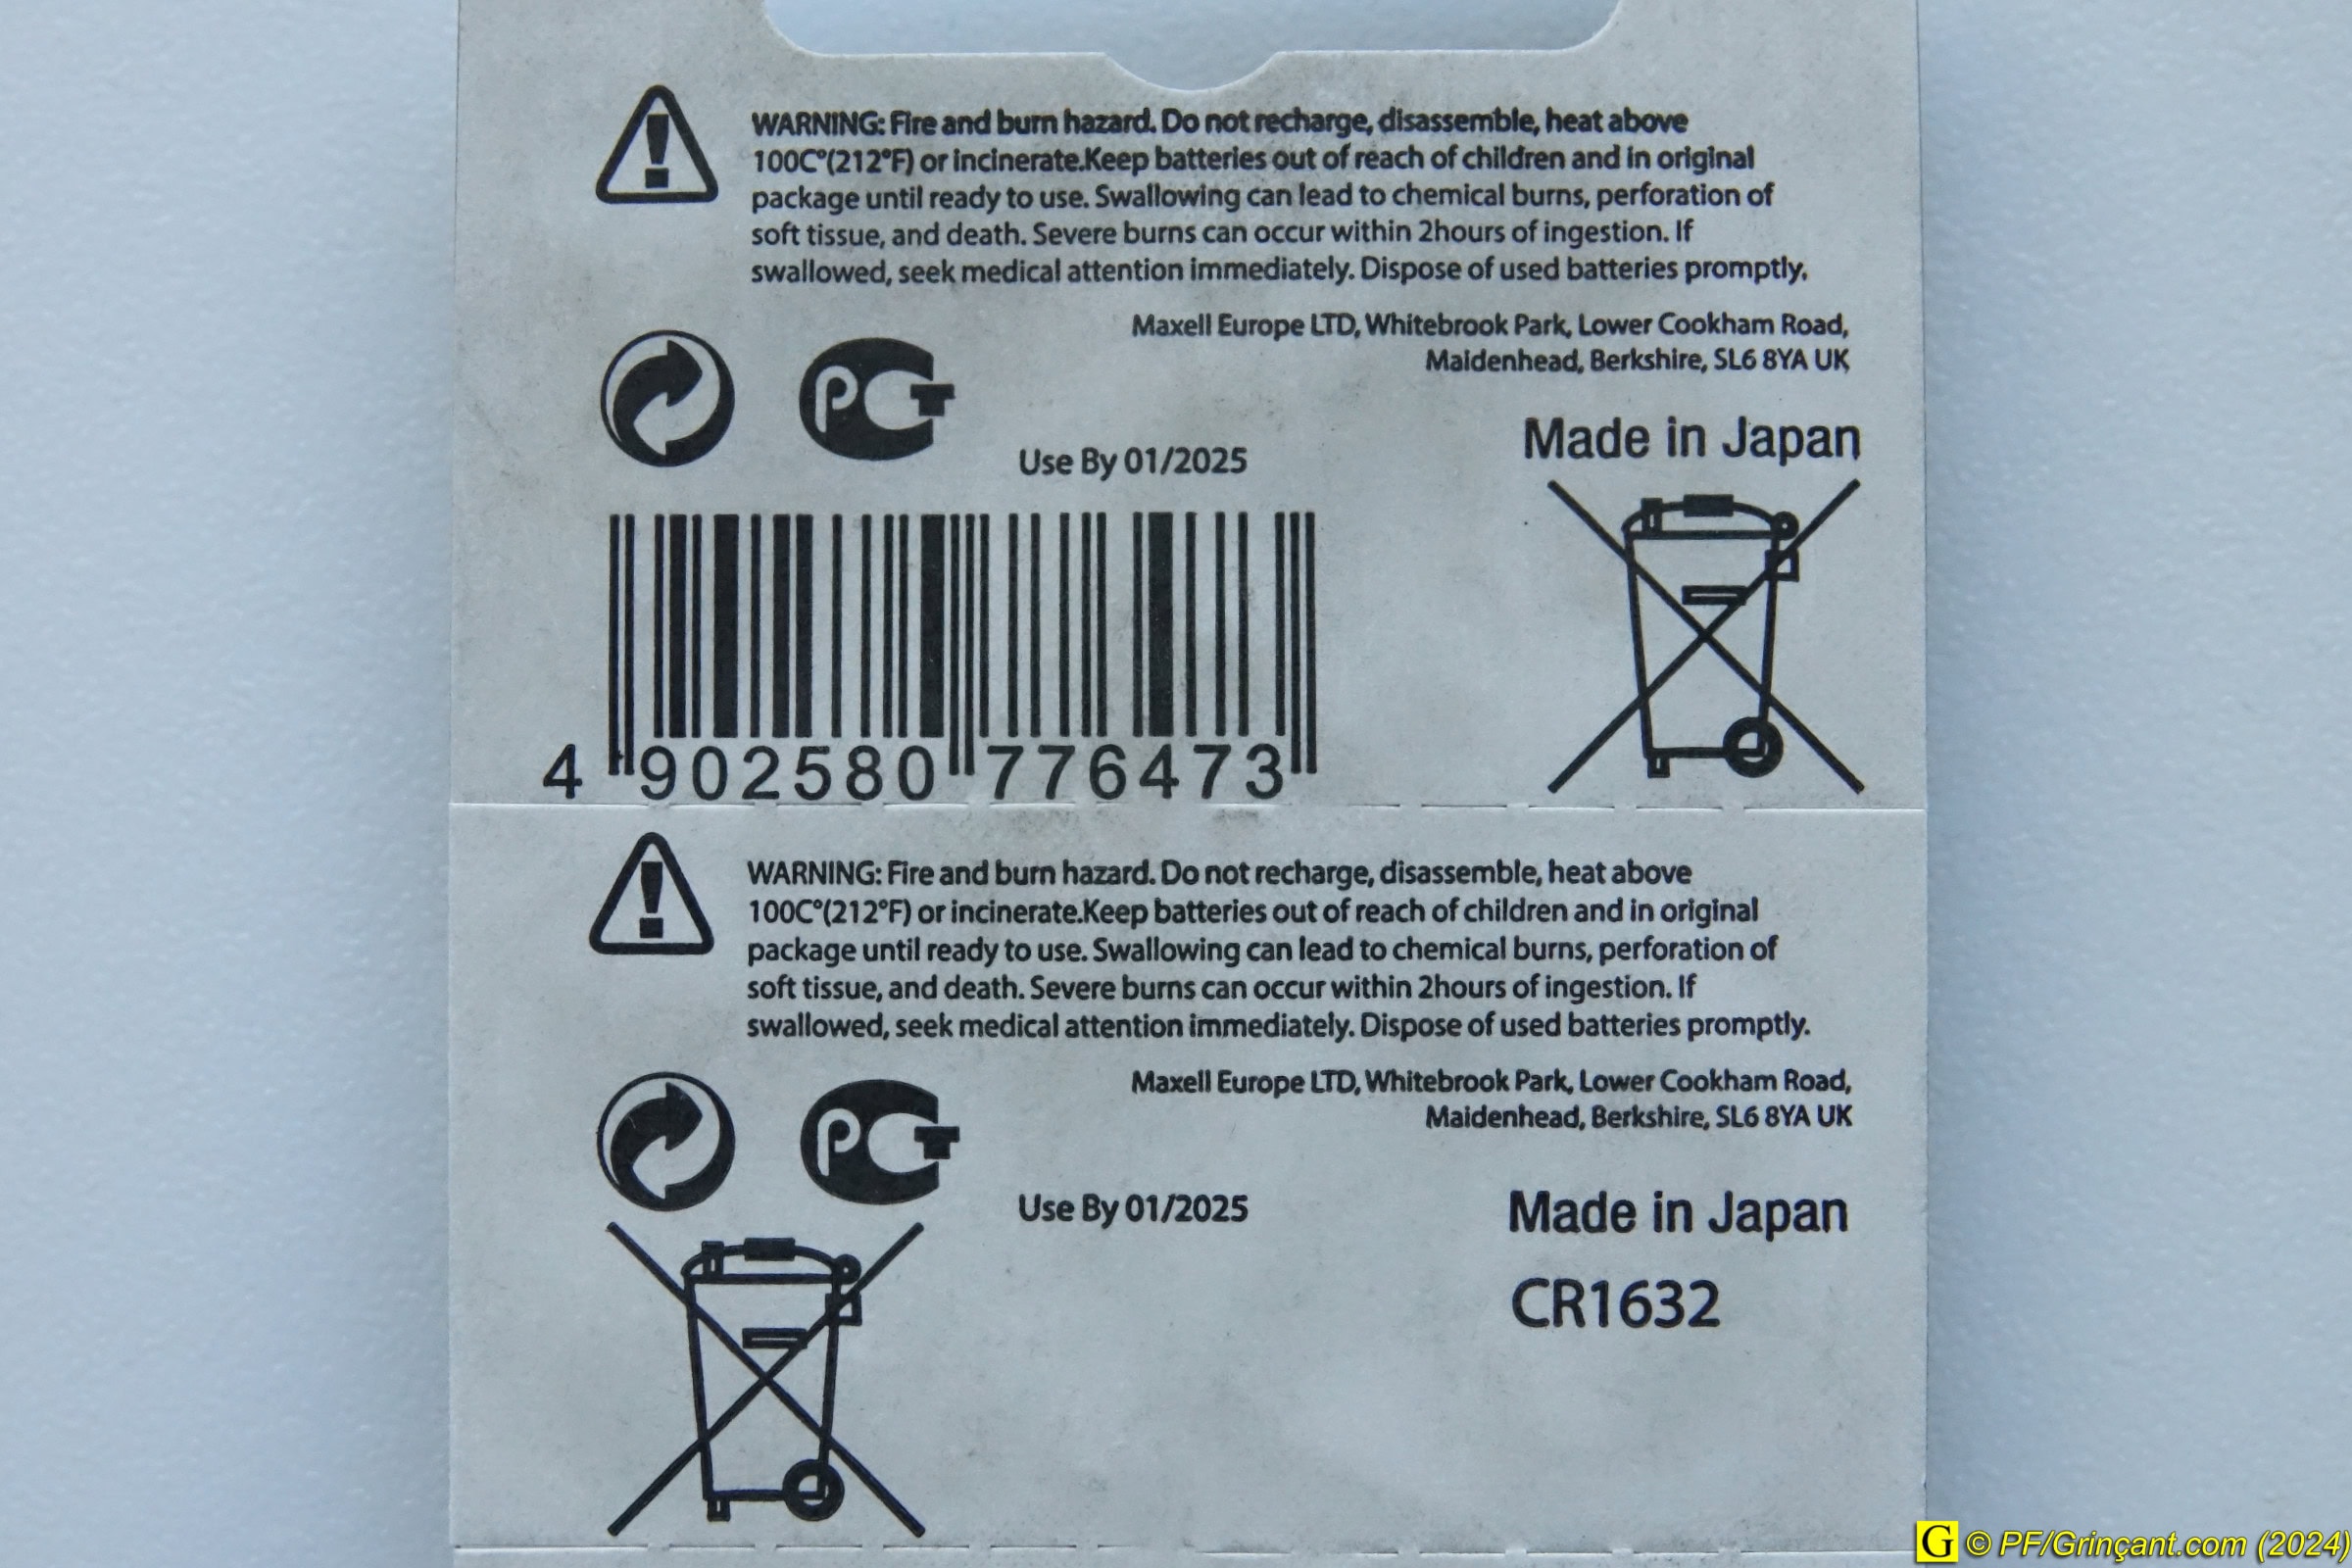 WARNING: Fire and burn hazard. Do not recharge, disassemble, heat above
100C°(212°F) or incinerate.Keep batteries out of reach of children and in original
package until ready to use. Swallowing can lead to chemical burns, perforation of
soft tissue, and death. Severe burns can occur within 2hours of ingestion. If
swallowed, seek medical attention immediately. Dispose of used batteries promptly.
Maxell Europe LTD, Whitebrook Park, Lower Cookham Road,
Maidenhead, Berkshire, SL6 8YA UK
Made in Japan
Use By 01/2025
4 902580 776473
WARNING: Fire and burn hazard. Do not recharge, disassemble, heat above
100C°(212°F) or incinerate.Keep batteries out of reach of children and in original
package until ready to use. Swallowing can lead to chemical burns, perforation of
soft tissue, and death. Severe burns can occur within 2hours of ingestion. If
swallowed, seek medical attention immediately. Dispose of used batteries promptly.
Maxell Europe LTD, Whitebrook Park, Lower Cookham Road,
Maidenhead, Berkshire, SL6 8YA UK
Use By 01/2025
Made in Japan
CR1632
G © PF/Grinçant.com (2024)